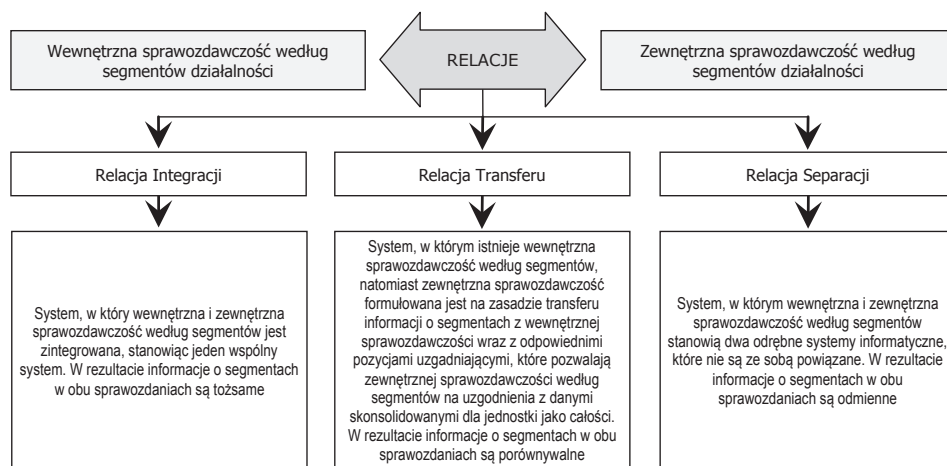 Wewnętrzna sprawozdawczość według
segmentów działalności
RELACJE
Zewnętrzna sprawozdawczość według
segmentów działalności
Relacja Integracji
Relacja Transferu
Relacja Separacji
System, w który wewnętrzna i zewnętrzna
sprawozdawczość według segmentów jest
zintegrowana, stanowiąc jeden wspólny
system. W rezultacie informacje o segmentach
w obu sprawozdaniach są tożsame
System, w którym istnieje wewnętrzna
sprawozdawczość według segmentów,
natomiast zewnętrzna sprawozdawczość
formułowana jest na zasadzie transferu
informacji o segmentach z wewnętrznej
sprawozdawczości wraz z odpowiednimi
pozycjami uzgadniającymi, które pozwalają
zewnętrznej sprawozdawczości według
segmentów na uzgodnienia z danymi
skonsolidowanymi dla jednostki jako całości.
W rezultacie informacje o segmentach w obu
sprawozdaniach są porównywalne
System, w którym wewnętrzna i zewnętrzna
sprawozdawczość według segmentów
stanowią dwa odrębne systemy informatyczne,
które nie są ze sobą powiązane. W rezultacie
informacje o segmentach w obu
sprawozdaniach są odmienne